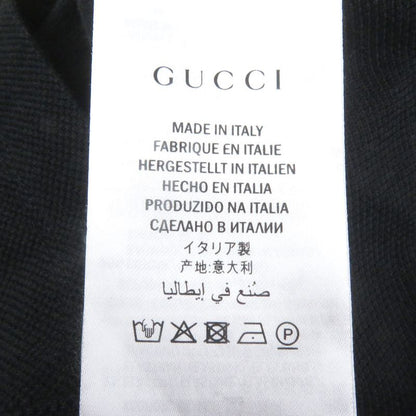 GUCCI
MADE IN ITALY
FABRIQUE EN ITALIE
HERGESTELLT IN ITALIEN
HECHO EN ITALIA
PRODUZIDO NA ITALIA
СДЕЛАНО В ИТАЛИИ
イタリア製
产地:意大利
صُنع في إيطاليا
P